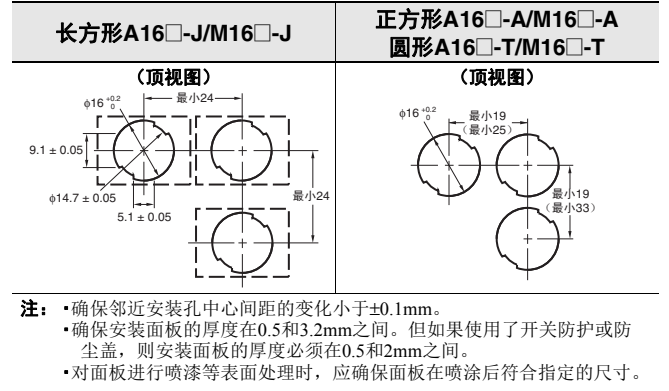 长方形A16□-J/M16□-J
正方形A16□-A/M16□-A
圆形A16□-T/M16□-T
（顶视图）
φ16 +0.2 0
最小24
9.1 ± 0.05
φ14.7 ± 0.05
5.1 ± 0.05
最小24
（顶视图）
φ16 +0.2 0
最小19
（最小25）
最小19
（最小33）
注：▪确保邻近安装孔中心间距的变化小于±0.1mm。
▪确保安装面板的厚度在0.5和3.2mm之间。但如果使用了开关防护或防
尘盖，则安装面板的厚度必须在0.5和2mm之间。
▪对面板进行喷漆等表面处理时，应确保面板在喷涂后符合指定的尺寸。